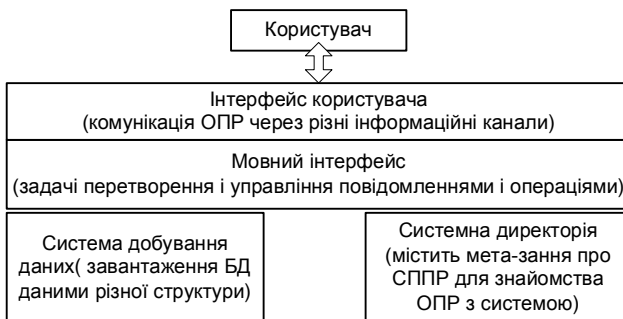 Користувач
Інтерфейс користувача
(комунікація ОПР через різні інформаційні канали)
Мовний інтерфейс
(задачі перетворення і управління повідомленнями і операціями)
Система добування
даних( завантаження БД
даними різної структури)
Системна директорія
(містить мета-зання про
СППР для знайомства
ОПР з системою)